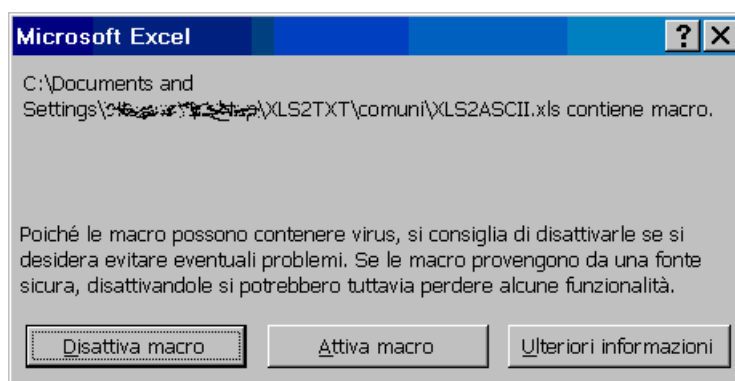 Microsoft Excel
C:\Documents and
Settings\ \XLS2TXT\comuni\XLS2ASCII.xls contiene macro.
Poiché le macro possono contenere virus, si consiglia di disattivarle se si
desidera evitare eventuali problemi. Se le macro provengono da una fonte
sicura, disattivandole si potrebbero tuttavia perdere alcune funzionalità.
Disattiva macro
Attiva macro
Ulteriori informazioni